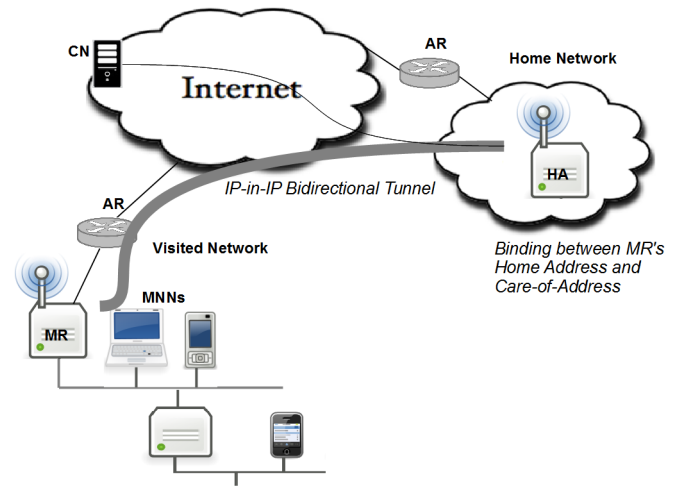 CN
AR
Home Network
Internet
HA
IP-in-IP Bidirectional Tunnel
AR
Visited Network
Binding between MR's
Home Address and
Care-of-Address
MNNs
MR